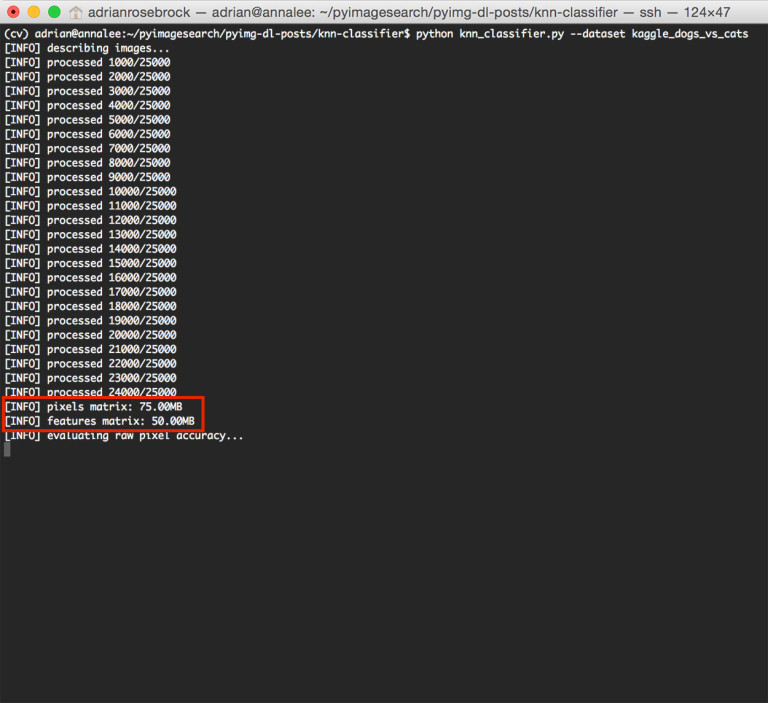 adrianrosebrock — adrian@annalee: ~/pyimagesearch/pyimg-dl-posts/knn-classifier — ssh — 124×47
(cv) adrian@annalee:~/pyimagesearch/pyimg-dl-posts/knn-classifier$ python knn_classifier.py --dataset kaggle_dogs_vs_cats
[INFO] describing images...
[INFO] processed 1000/25000
[INFO] processed 2000/25000
[INFO] processed 3000/25000
[INFO] processed 4000/25000
[INFO] processed 5000/25000
[INFO] processed 6000/25000
[INFO] processed 7000/25000
[INFO] processed 8000/25000
[INFO] processed 9000/25000
[INFO] processed 10000/25000
[INFO] processed 11000/25000
[INFO] processed 12000/25000
[INFO] processed 13000/25000
[INFO] processed 14000/25000
[INFO] processed 15000/25000
[INFO] processed 16000/25000
[INFO] processed 17000/25000
[INFO] processed 18000/25000
[INFO] processed 19000/25000
[INFO] processed 20000/25000
[INFO] processed 21000/25000
[INFO] processed 22000/25000
[INFO] processed 23000/25000
[INFO] processed 24000/25000
[INFO] pixels matrix: 75.00MB
[INFO] features matrix: 50.00MB
[INFO] evaluating raw pixel accuracy...